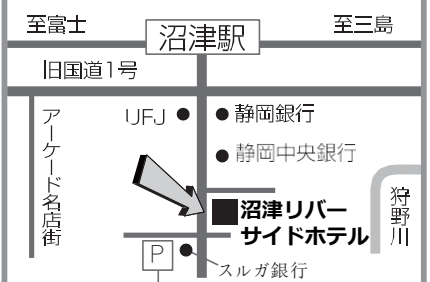 至富士
沼津駅
至三島
旧国道1号
アーケード名店街
UFJ
静岡銀行
静岡中央銀行
沼津リバー
サイドホテル
狩野川
P
スルガ銀行